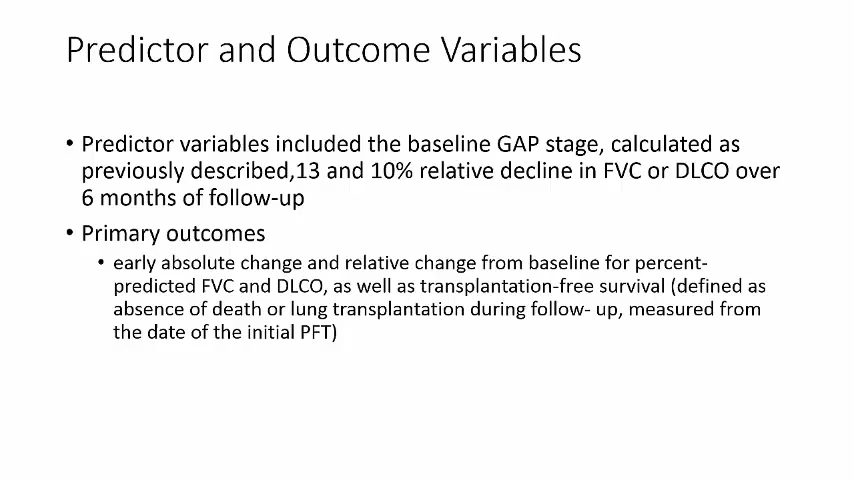 Predictor and Outcome Variables
• Predictor variables included the baseline GAP stage, calculated as
previously described,13 and 10% relative decline in FVC or DLCO over
6 months of follow-up
• Primary outcomes
• early absolute change and relative change from baseline for percent-
predicted FVC and DLCO, as well as transplantation-free survival (defined as
absence of death or lung transplantation during follow- up, measured from
the date of the initial PFT)